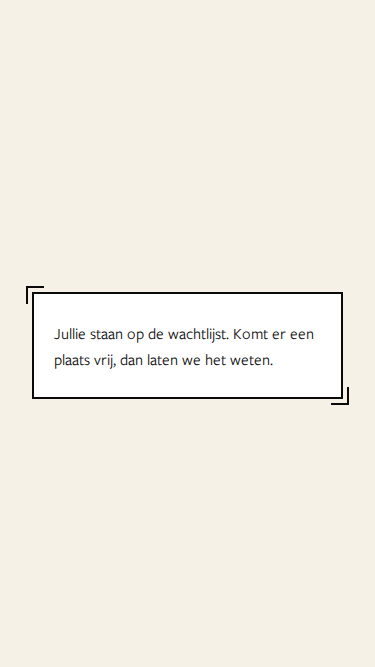 Jullie staan op de wachtlijst. Komt er een
plaats vrij, dan laten we het weten.